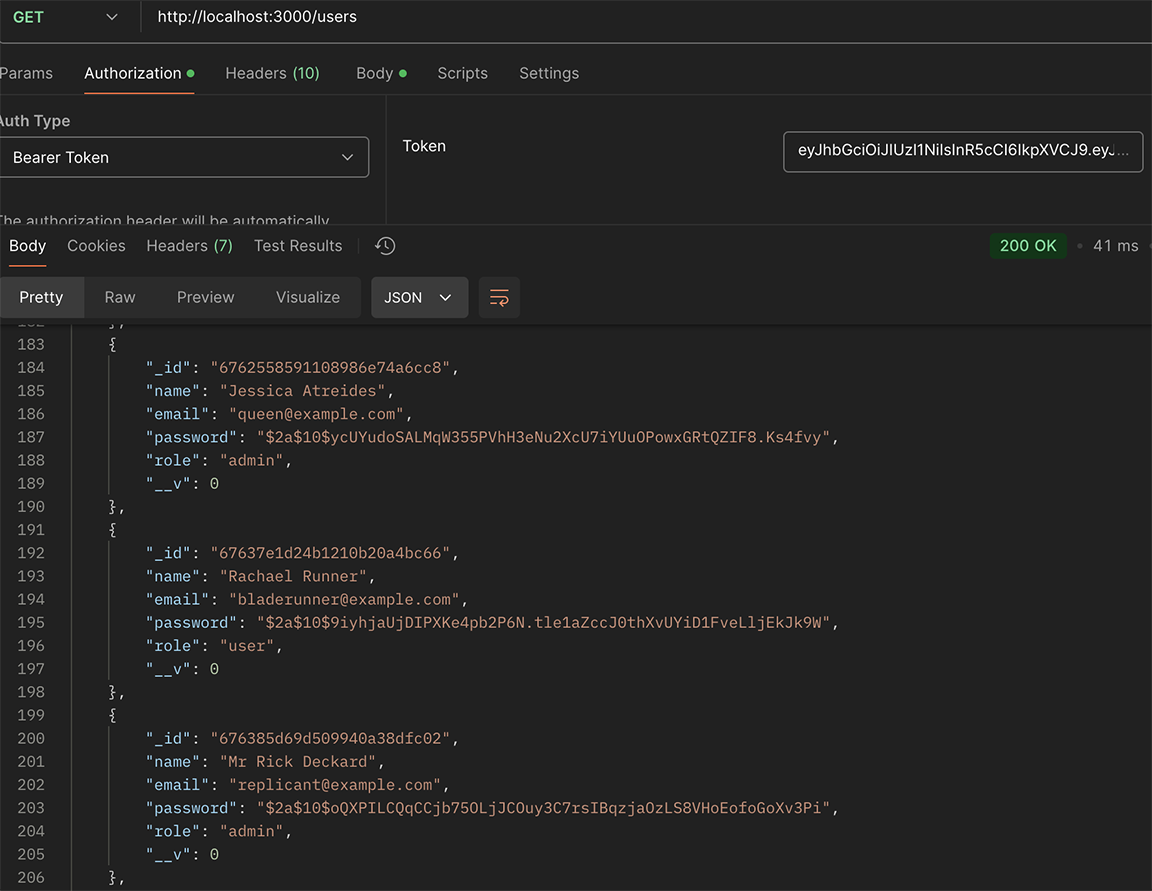 GET http://localhost:3000/users
Params Authorization Headers (10) Body Scripts Settings
Auth Type
Bearer Token
Token
eyJhbGciOiJIUzI1NiIsInR5cCI6IkpXVCJ9.eyJ...
The authorization header will be automatically
Body Cookies Headers (7) Test Results 200 OK • 41 ms
Pretty Raw Preview Visualize JSON
182 },
183 {
184 "_id": "6762558591108986e74a6cc8",
185 "name": "Jessica Atreides",
186 "email": "queen@example.com",
187 "password": "$2a$10$ycUYudoSALMqW355PVhH3eNu2XcU7iYUuOPowxGRtQZIF8.Ks4fvy",
188 "role": "admin",
189 "__v": 0
190 },
191 {
192 "_id": "67637e1d24b1210b20a4bc66",
193 "name": "Rachael Runner",
194 "email": "bladerunner@example.com",
195 "password": "$2a$10$9iyhjaUjDIPXKe4pb2P6N.tle1aZccJ0thXvUYiD1FveLljEkJk9W",
196 "role": "user",
197 "__v": 0
198 },
199 {
200 "_id": "676385d69d509940a38dfc02",
201 "name": "Mr Rick Deckard",
202 "email": "replicant@example.com",
203 "password": "$2a$10$oQXPILCQqCCjb75OLjJCOuy3C7rsIBqzjaOzLS8VHoEofoGoXv3Pi",
204 "role": "admin",
205 "__v": 0
206 },